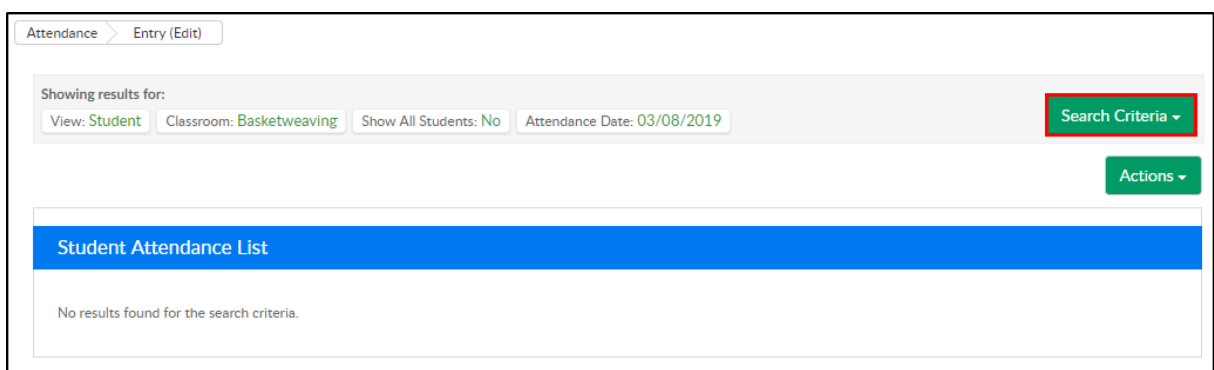 Attendance Entry (Edit)
Showing results for:
View: Student Classroom: Basketweaving Show All Students: No Attendance Date: 03/08/2019
Search Criteria
Actions
Student Attendance List
No results found for the search criteria.